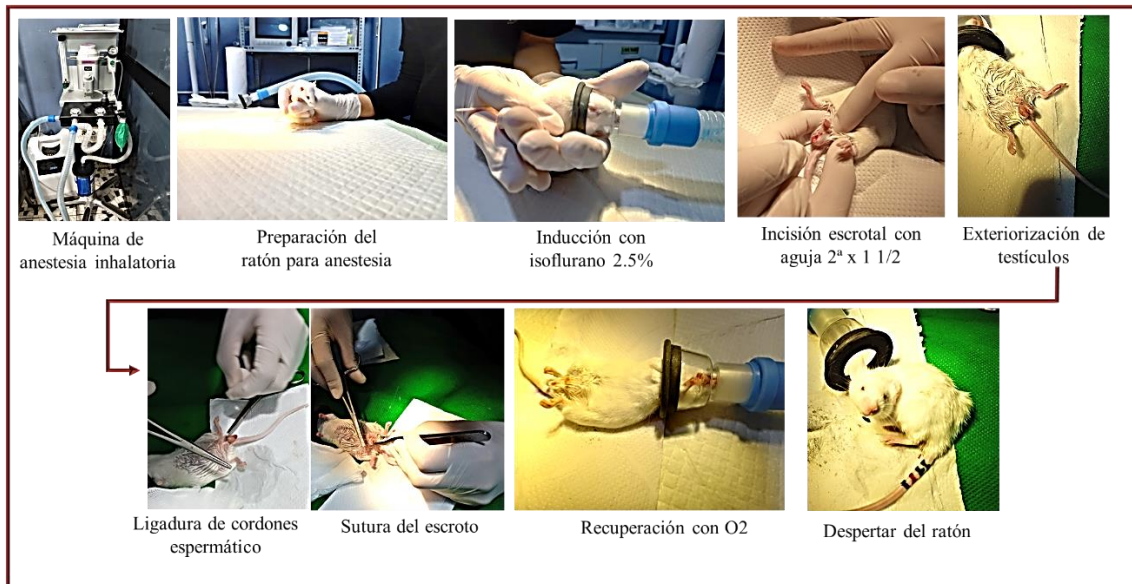 Máquina de
anestesia inhalatoria
Preparación del
ratón para anestesia
Inducción con
isoflurano 2.5%
Incisión escrotal con
aguja 2ª x 1 1/2
Exteriorización de
testículos
Ligadura de cordones
espermático
Sutura del escroto
Recuperación con O2
Despertar del ratón